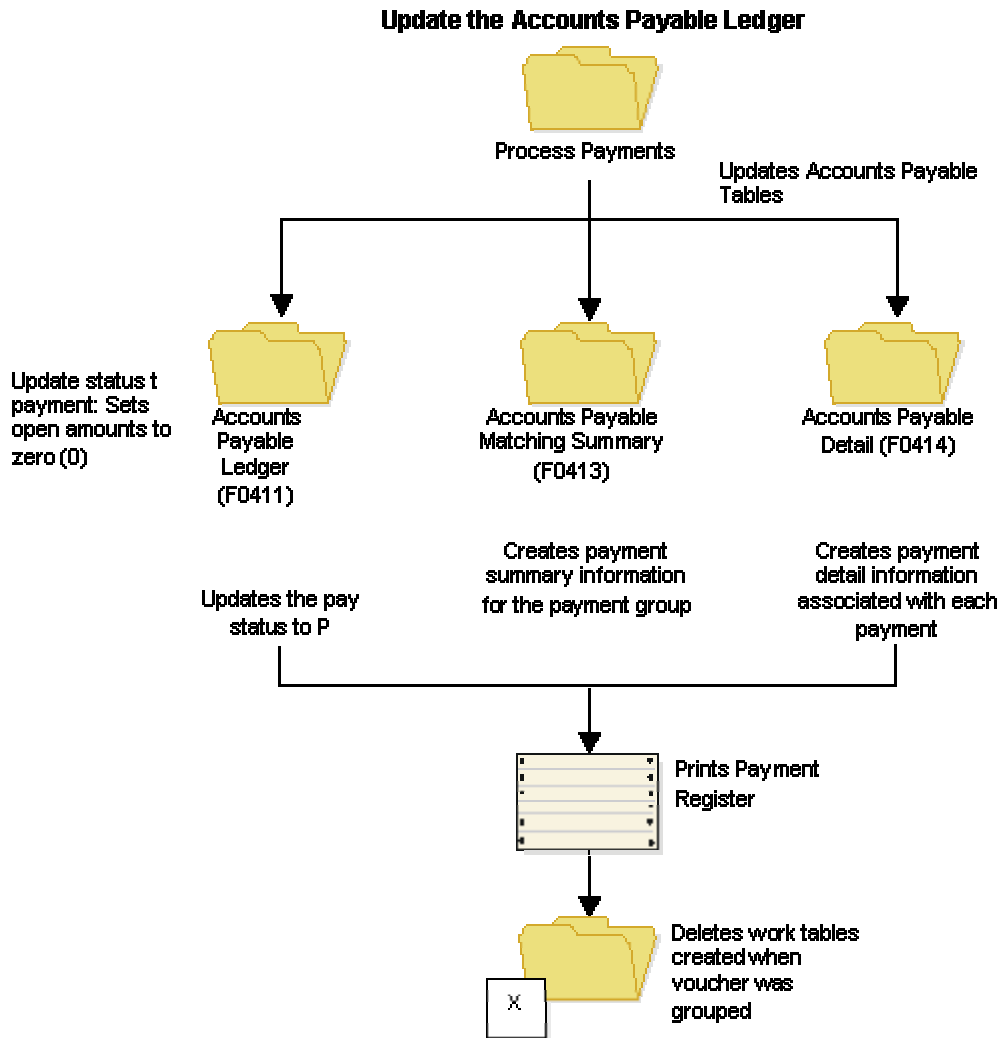 Update the Accounts Payable Ledger
Process Payments
Updates Accounts Payable
Tables
Update status t
payment: Sets
open amounts to
zero (0)
Accounts
Payable
Ledger
(F0411)
Accounts Payable
Matching Summary
(F0413)
Accounts Payable
Detail (F0414)
Updates the pay
status to P
Creates payment
summary information
for the payment group
Creates payment
detail information
associated with each
payment
Prints Payment
Register
Deletes work tables
created when
voucher was
grouped
X